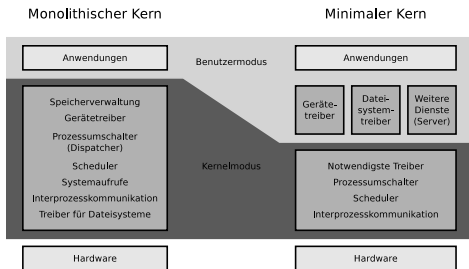 Monolithischer Kern
Minimaler Kern
Anwendungen
Benutzermodus
Anwendungen
Geräte-
treiber
Datei-
system-
treiber
Weitere
Dienste
(Server)
Speicherverwaltung
Gerätetreiber
Prozessumschalter
(Dispatcher)
Scheduler
Systemaufrufe
Interprozesskommunikation
Treiber für Dateisysteme
Kernelmodus
Notwendigste Treiber
Prozessumschalter
Scheduler
Interprozesskommunikation
Hardware
Hardware